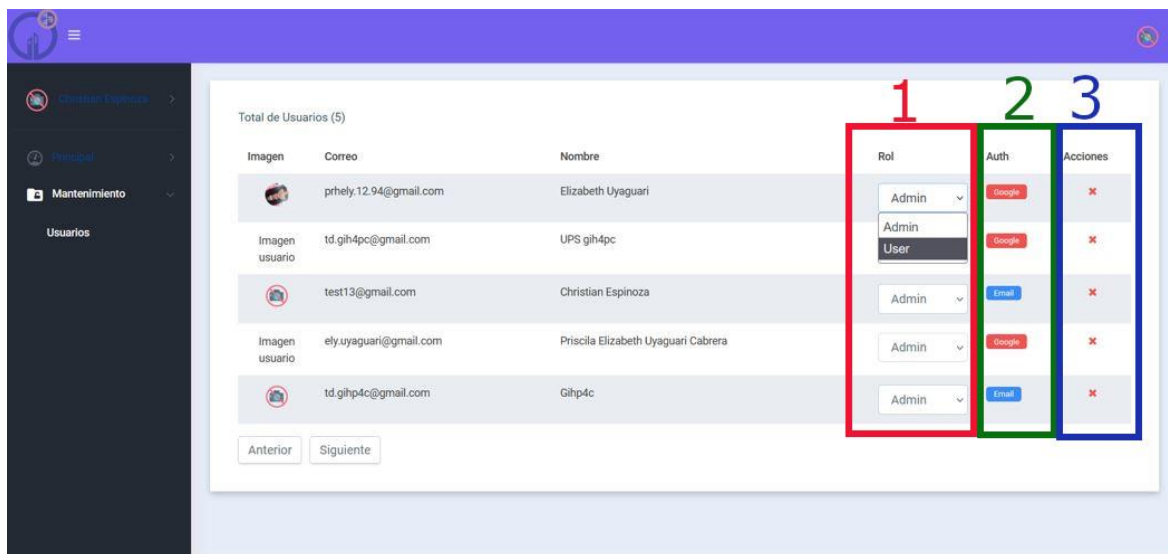 1 2 3
Christian Espinoza
Total de Usuarios (5)
Imagen Correo Nombre Rol Auth Acciones
Principal
prhely.12.94@gmail.com Elizabeth Uyaguari Admin Google
Mantenimiento
Admin
Usuarios
Imagen usuario td.gih4pc@gmail.com UPS gih4pc User Google
test13@gmail.com Christian Espinoza Admin Email
Imagen usuario ely.uyaguari@gmail.com Priscila Elizabeth Uyaguari Cabrera Admin Google
td.gihp4c@gmail.com Gihp4c Admin Email
Anterior Siguiente